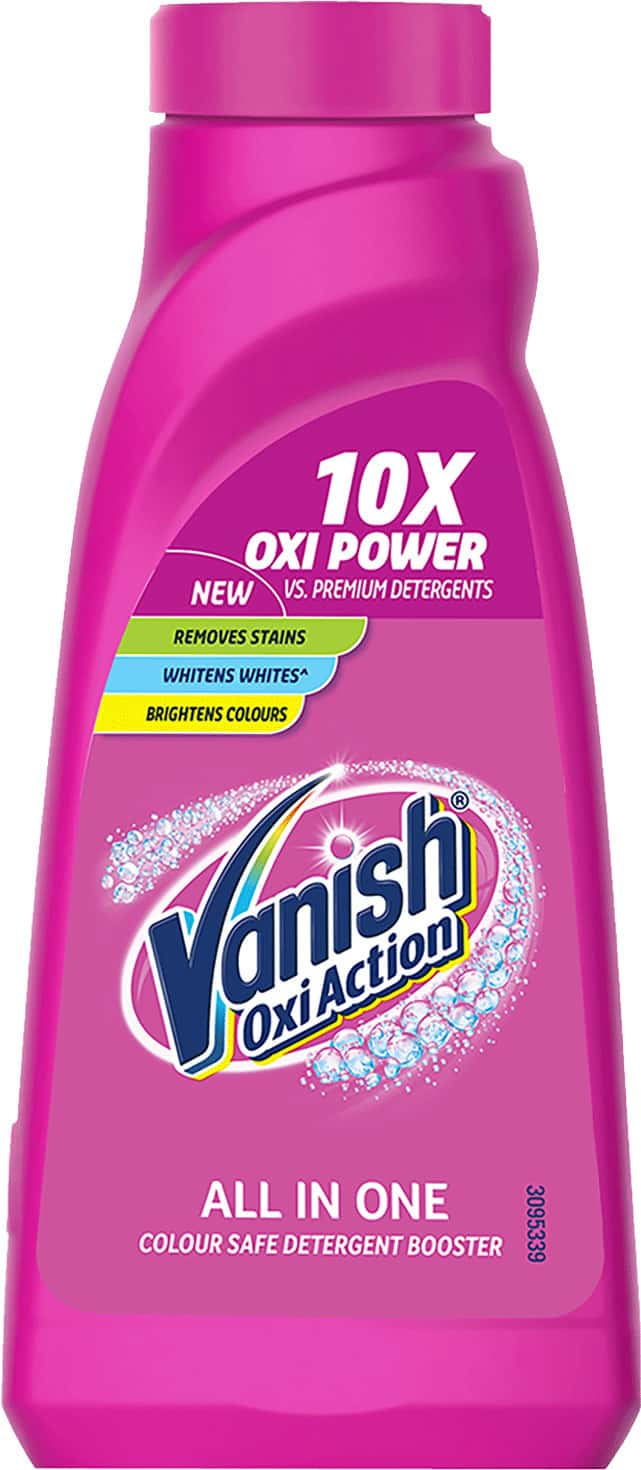 10X
OXI POWER
VS. PREMIUM DETERGENTS
NEW
REMOVES STAINS
WHITENS WHITES^
BRIGHTENS COLOURS
Vanish®
Oxi Action
ALL IN ONE
COLOUR SAFE DETERGENT BOOSTER
3095339